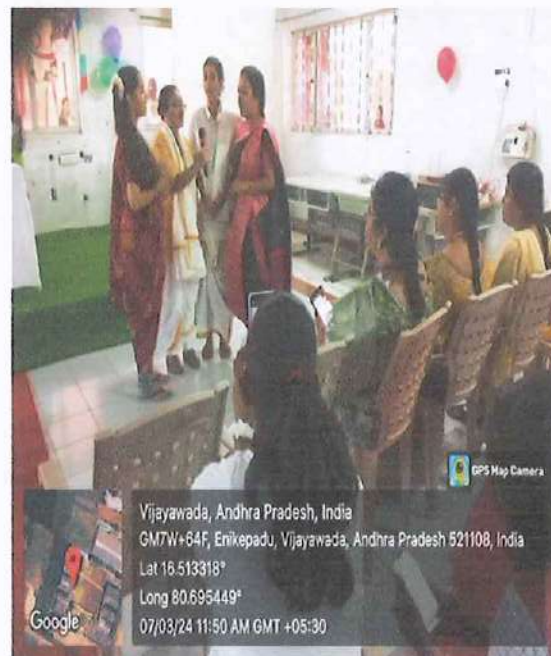 GPS Map Camera
Vijayawada, Andhra Pradesh, India
GM7W+64F, Enikepadu, Vijayawada, Andhra Pradesh 521108, India
Lat 16.513318°
Long 80.695449°
07/03/24 11:50 AM GMT +05:30
Google